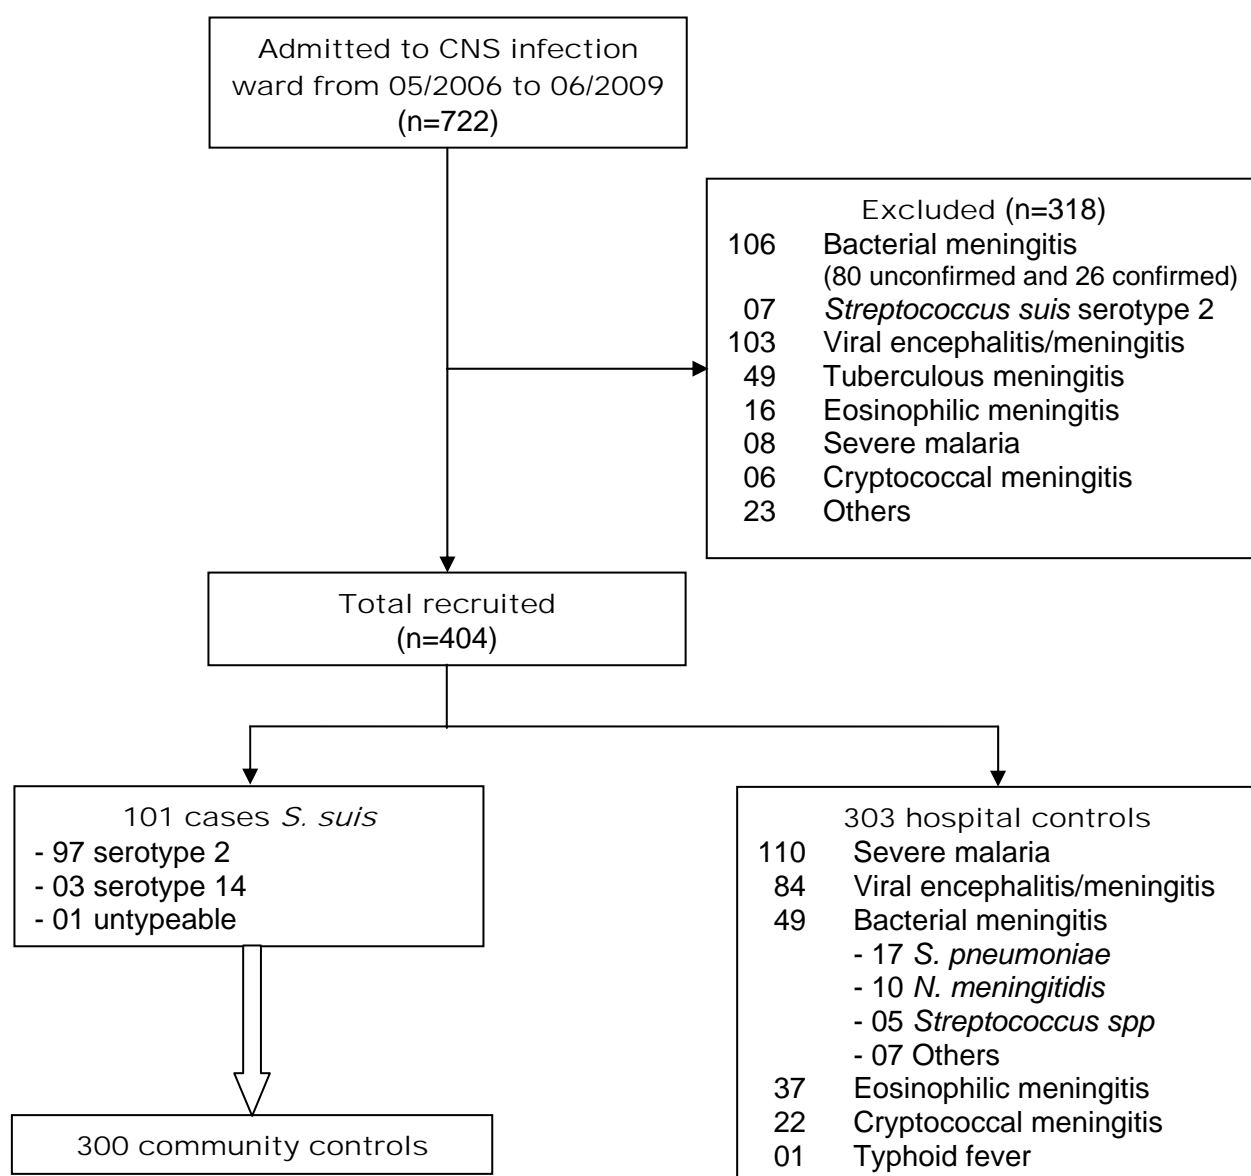 Admitted to CNS infection
ward from 05/2006 to 06/2009
(n=722)
Excluded (n=318)
106 Bacterial meningitis
(80 unconfirmed and 26 confirmed)
07 Streptococcus suis serotype 2
103 Viral encephalitis/meningitis
49 Tuberculous meningitis
16 Eosinophilic meningitis
08 Severe malaria
06 Cryptococcal meningitis
23 Others
Total recruited
(n=404)
101 cases S. suis
- 97 serotype 2
- 03 serotype 14
- 01 untypeable
303 hospital controls
110 Severe malaria
84 Viral encephalitis/meningitis
49 Bacterial meningitis
- 17 S. pneumoniae
- 10 N. meningitidis
- 05 Streptococcus spp
- 07 Others
37 Eosinophilic meningitis
22 Cryptococcal meningitis
01 Typhoid fever
300 community controls